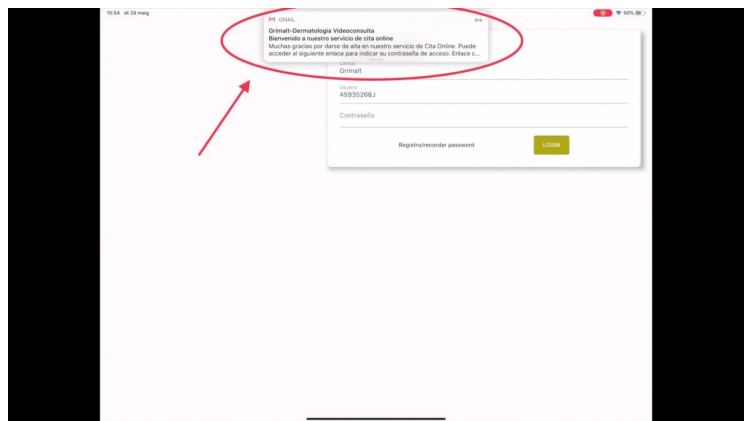 15:54 dt 26 maig
50%
GMAIL
ara
Grimalt-Dermatología Videoconsulta
Bienvenido a nuestro servicio de cita online
Muchas gracias por darse de alta en nuestro servicio de Cita Online. Puede
acceder al siguiente enlace para indicar su contraseña de acceso. Enlace c...
Clínica
Grimalt
Usuario
45935268J
Contraseña
Registro/recordar password
LOGIN